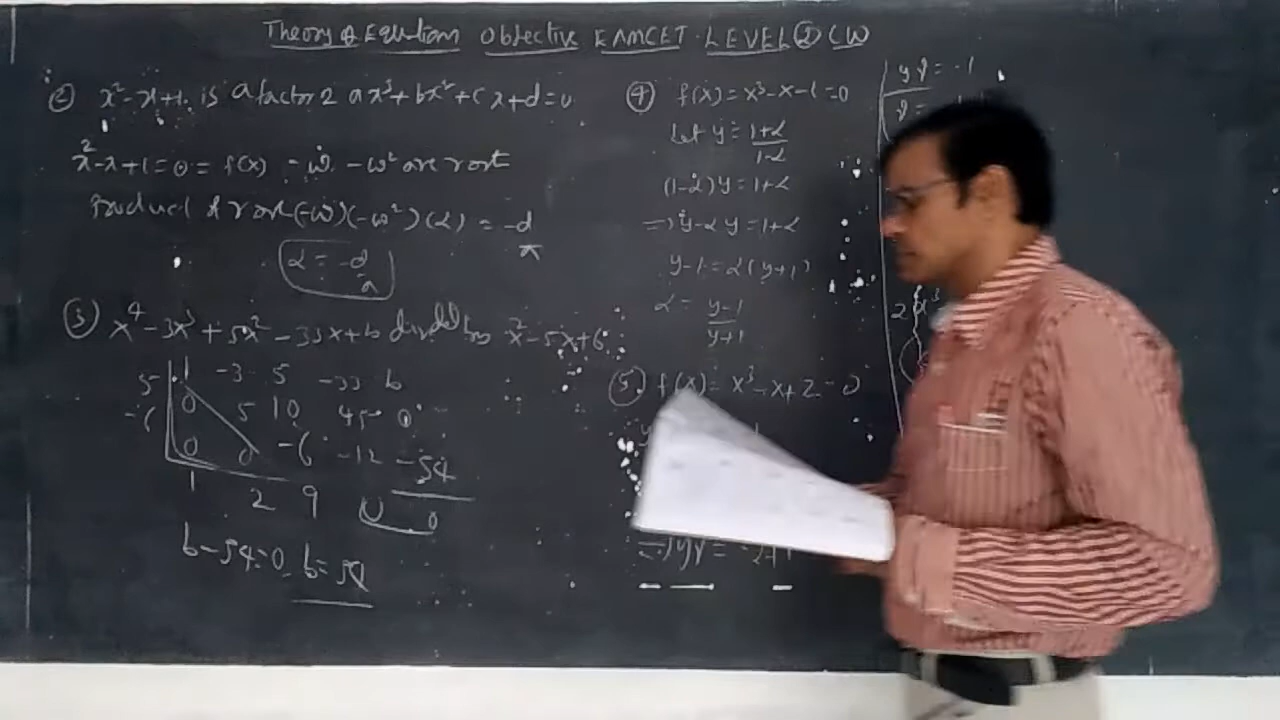 Theory of Equations Objective EAMCET LEVEL ② CW
② x²-x+1 is a factor 2 ax³+bx²+cx+d=0
x²-x+1=0=f(x) -ω -ω² are root
Product of root (-ω)(-ω²)(α) = -d/a
α = -d/a
③ x⁴-3x³+5x²-33x+b divided by x²-5x+6
5 1 -3 5 -33 b
-6 0 5 10 45 0
0 0 -6 -12 -54
1 2 9 0 0
b-54=0 b=54
④ f(x)=x³-x-1=0
Let y = 1+α/1-α
(1-α)y=1+α
=) y-αy=1+α
y-1=α(y+1)
α = y-1/y+1
⑤ f(x)= x³-x+2=0
yγ = -1
γ =